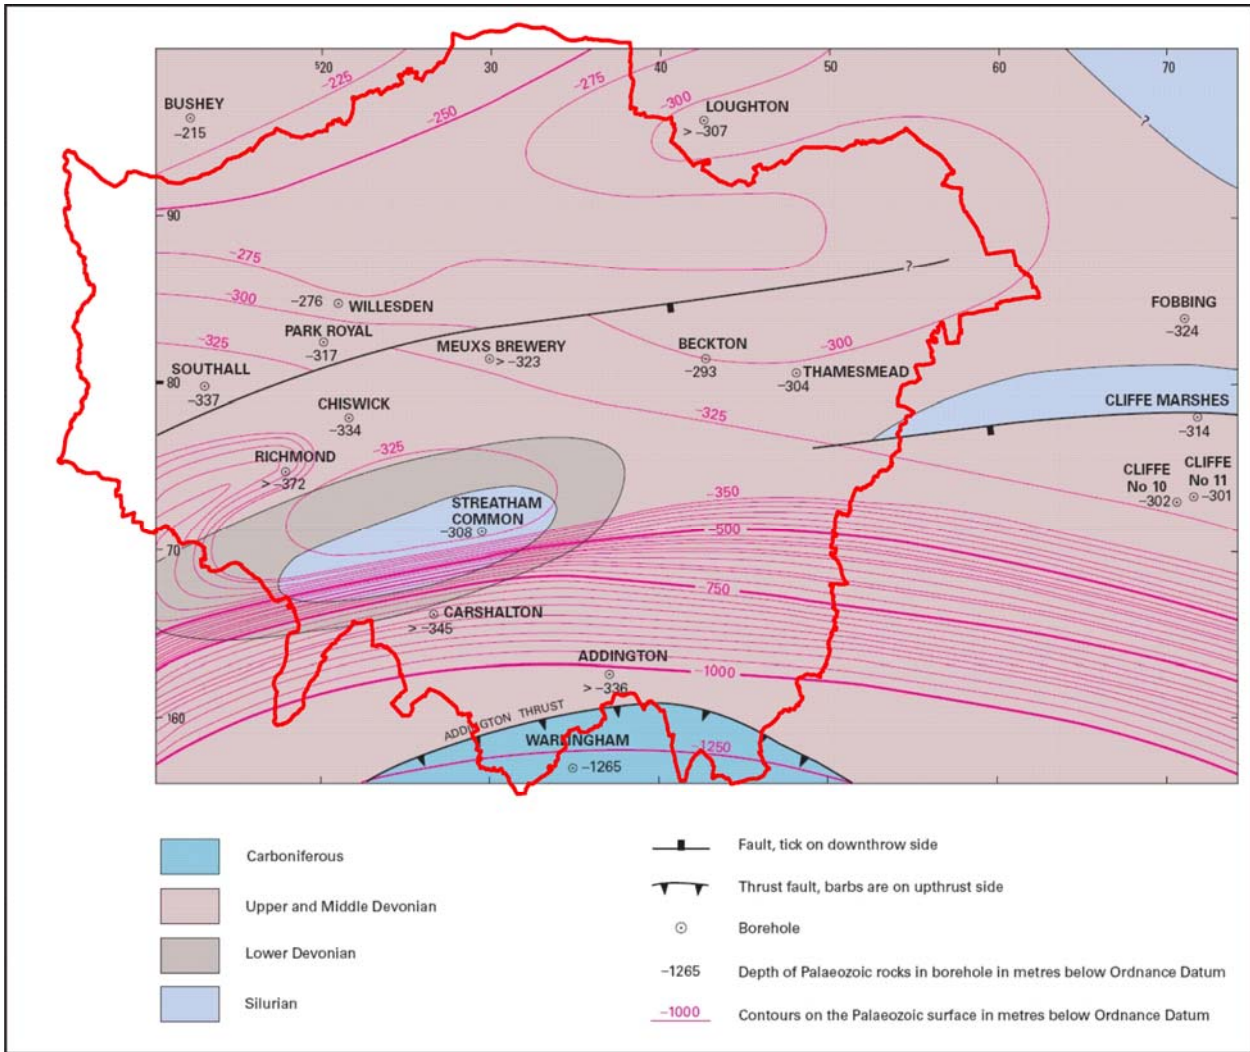 ⁵20 30 40 50 60 70
−225
−275
−300
−250
BUSHEY
−215
LOUGHTON
> −307
?
90
−275
?
−300
−276 WILLESDEN
FOBBING
−324
PARK ROYAL
−317
−325
MEUXS BREWERY
> −323
BECKTON
−293
−300
SOUTHALL
−337
THAMESMEAD
−304
80
CHISWICK
−334
−325
CLIFFE MARSHES
−314
−325
RICHMOND
> −372
CLIFFE
No 10
−302
CLIFFE
No 11
−301
−350
STREATHAM
COMMON
−308
−500
70
−750
CARSHALTON
> −345
ADDINGTON
> −336
−1000
ADDINGTON THRUST
160
WARLINGHAM
−1265
−1250
Carboniferous
Upper and Middle Devonian
Lower Devonian
Silurian
Fault, tick on downthrow side
Thrust fault, barbs are on upthrust side
Borehole
−1265 Depth of Palaeozoic rocks in borehole in metres below Ordnance Datum
−1000 Contours on the Palaeozoic surface in metres below Ordnance Datum